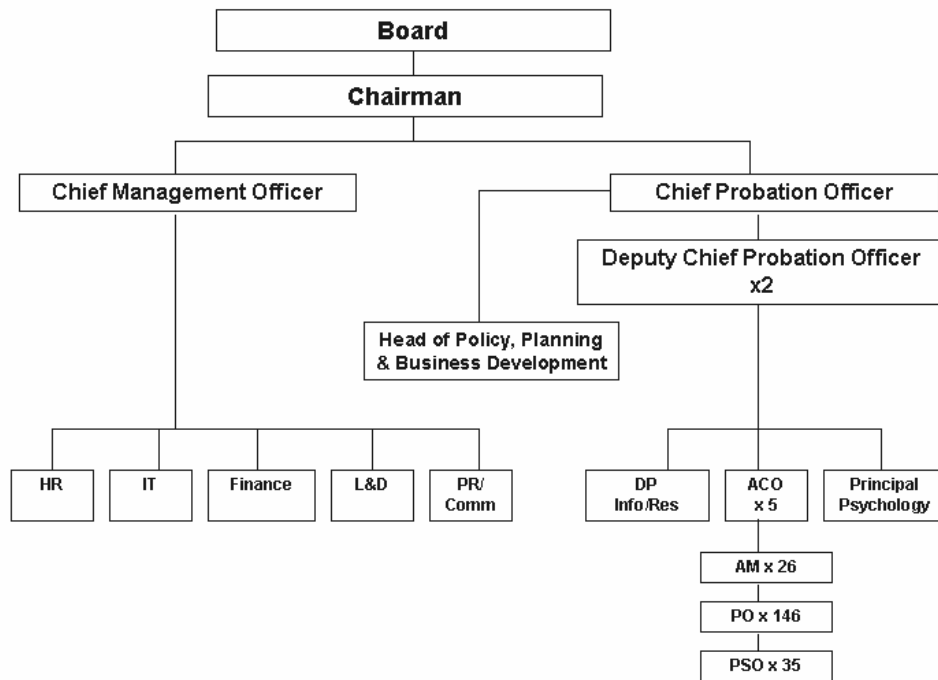 Board
Chairman
Chief Management Officer
Chief Probation Officer
Deputy Chief Probation Officer
x2
Head of Policy, Planning
& Business Development
HR
IT
Finance
L&D
PR/
Comm
DP
Info/Res
ACO
x 5
Principal
Psychology
AM x 26
PO x 146
PSO x 35